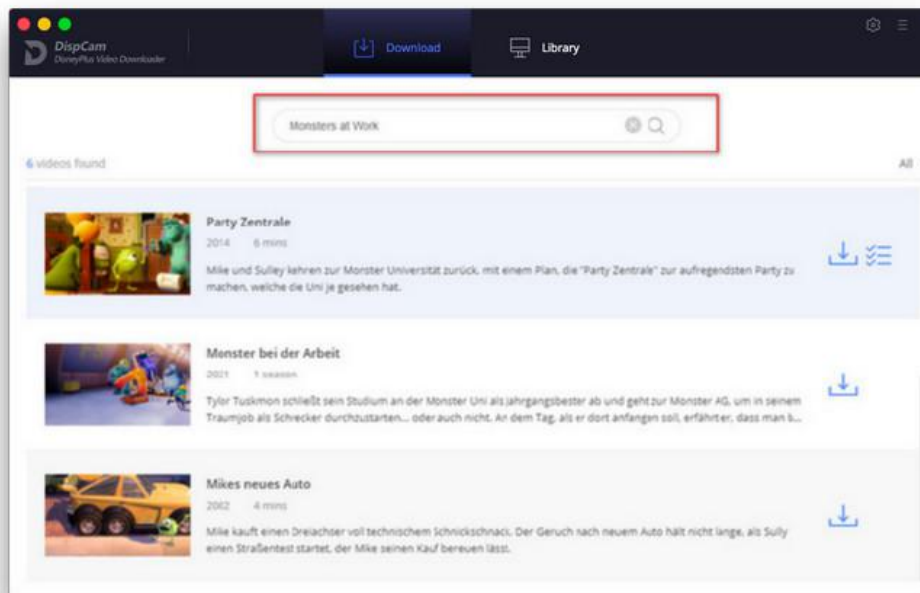 DispCam
DisneyPlus Video Downloader
Download
Library
Monsters at Work
6 videos found
All
Party Zentrale
2014 6 mins
Mike und Sulley kehren zur Monster Universität zurück, mit einem Plan, die "Party Zentrale" zur aufregendsten Party zu
machen, welche die Uni je gesehen hat.
Monster bei der Arbeit
2021 1 season
Tylor Tuskmon schließt sein Studium an der Monster Uni als Jahrgangsbester ab und geht zur Monster AG, um in seinem
Traumjob als Schrecker durchzustarten... oder auch nicht. An dem Tag, als er dort anfangen soll, erfährt er, dass man b...
Mikes neues Auto
2002 4 mins
Mike kauft einen Dreiachser voll technischem Schnickschnack. Der Geruch nach neuem Auto hält nicht lange, als Sully
einen Straßentest startet, der Mike seinen Kauf bereuen lässt.